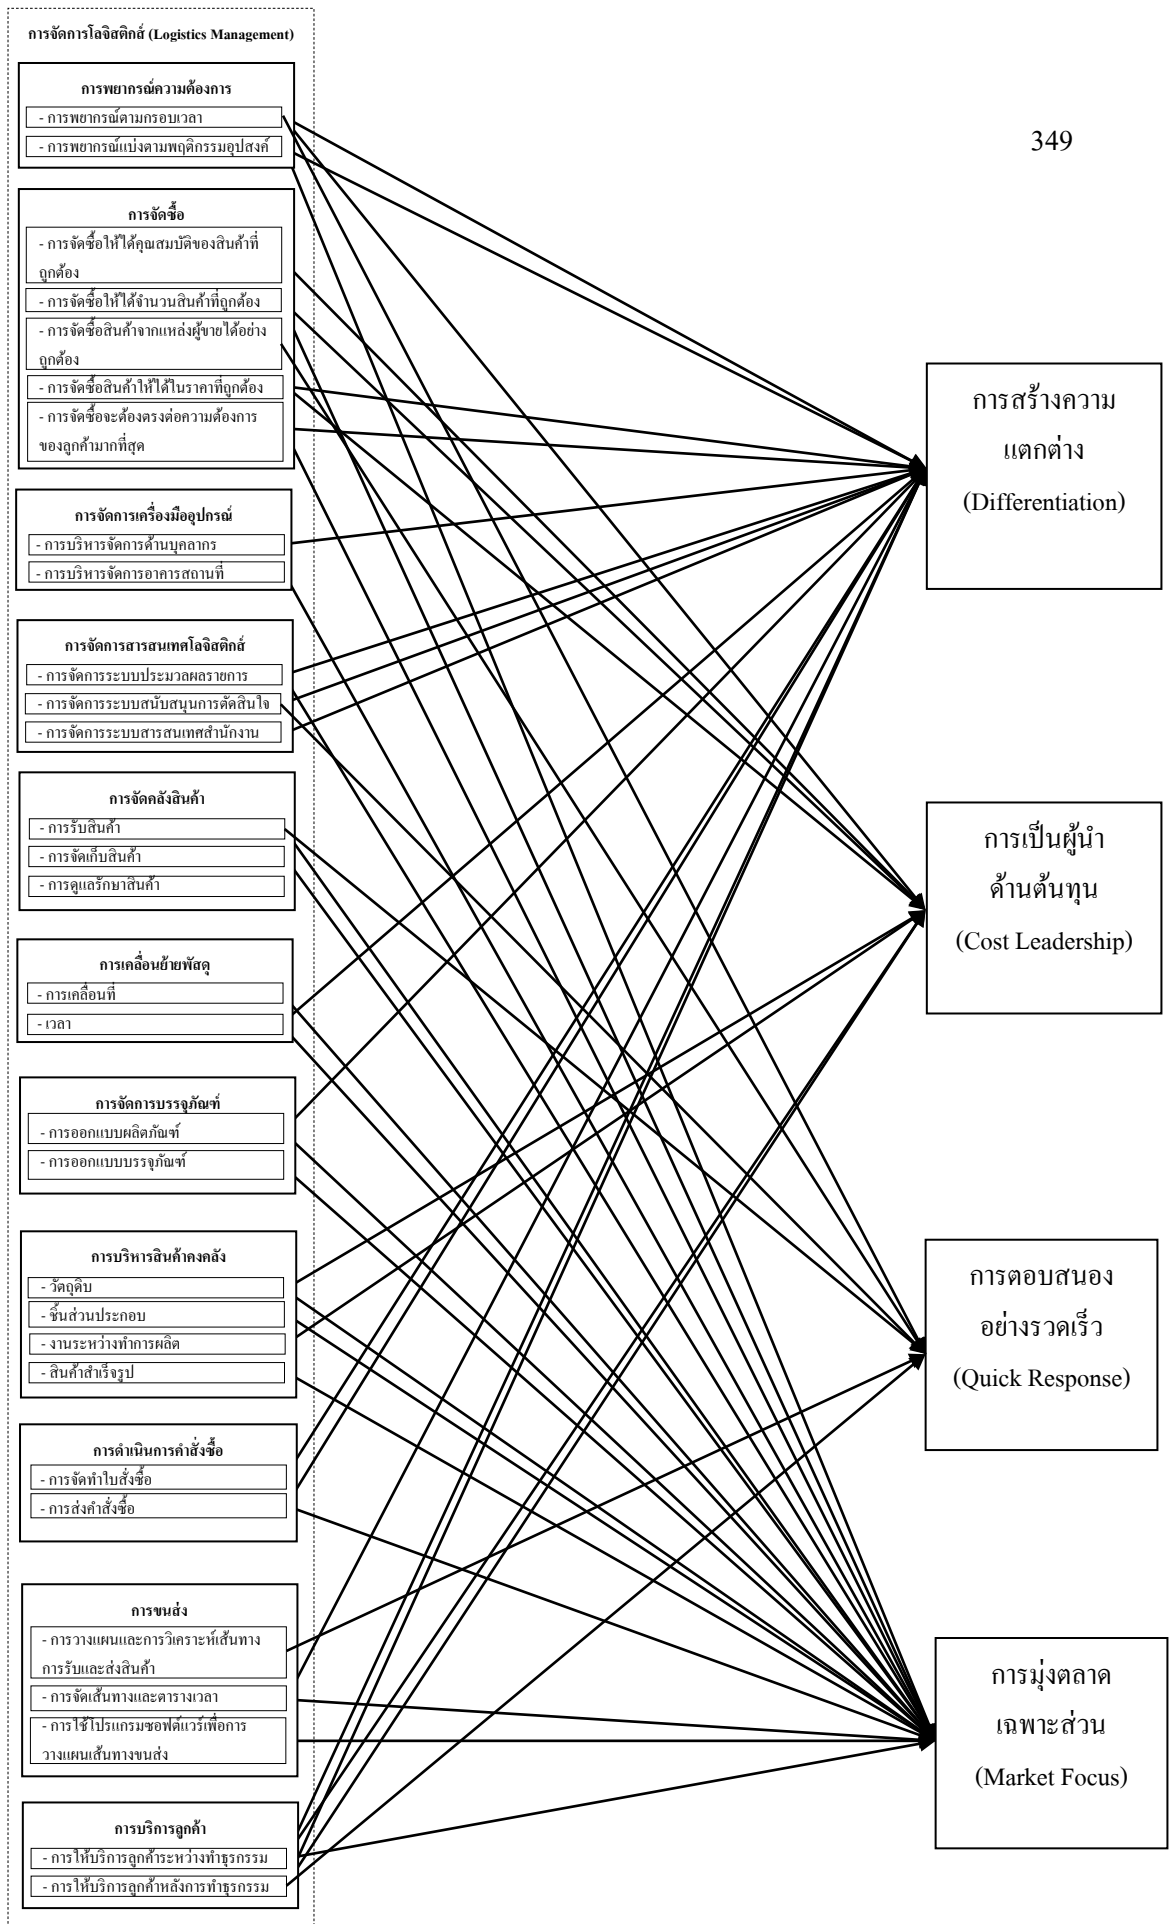 การจัดการโลจิสติกส์ (Logistics Management)
การพยากรณ์ความต้องการ
- การพยากรณ์ตามกรอบเวลา
- การพยากรณ์แบ่งตามพฤติกรรมอุปสงค์
349
การจัดซื้อ
- การจัดซื้อให้ได้คุณสมบัติของสินค้าที่
ถูกต้อง
- การจัดซื้อให้ได้จำนวนสินค้าที่ถูกต้อง
- การจัดซื้อสินค้าจากแหล่งผู้ขายได้อย่าง
ถูกต้อง
- การจัดซื้อสินค้าให้ได้ในราคาที่ถูกต้อง
- การจัดซื้อจะต้องตรงต่อความต้องการ
ของลูกค้ามากที่สุด
การจัดการเครื่องมืออุปกรณ์
- การบริหารจัดการด้านบุคลากร
- การบริหารจัดการอาคารสถานที่
การจัดการสารสนเทศโลจิสติกส์
- การจัดการระบบประมวลผลรายการ
- การจัดการระบบสนับสนุนการตัดสินใจ
- การจัดการระบบสารสนเทศสำนักงาน
การจัดคลังสินค้า
- การรับสินค้า
- การจัดเก็บสินค้า
- การดูแลรักษาสินค้า
การเคลื่อนย้ายพัสดุ
- การเคลื่อนที่
- เวลา
การจัดการบรรจุภัณฑ์
- การออกแบบผลิตภัณฑ์
- การออกแบบบรรจุภัณฑ์
การบริหารสินค้าคงคลัง
- วัตถุดิบ
- ชิ้นส่วนประกอบ
- งานระหว่างทำการผลิต
- สินค้าสำเร็จรูป
การดำเนินการคำสั่งซื้อ
- การจัดทำใบสั่งซื้อ
- การส่งคำสั่งซื้อ
การขนส่ง
- การวางแผนและการวิเคราะห์เส้นทาง
การรับและส่งสินค้า
- การจัดเส้นทางและตารางเวลา
- การใช้โปรแกรมซอฟต์แวร์เพื่อการ
วางแผนเส้นทางขนส่ง
การบริการลูกค้า
- การให้บริการลูกค้าระหว่างทำธุรกรรม
- การให้บริการลูกค้าหลังการทำธุรกรรม
การสร้างความ
แตกต่าง
(Differentiation)
การเป็นผู้นำ
ด้านต้นทุน
(Cost Leadership)
การตอบสนอง
อย่างรวดเร็ว
(Quick Response)
การมุ่งตลาด
เฉพาะส่วน
(Market Focus)